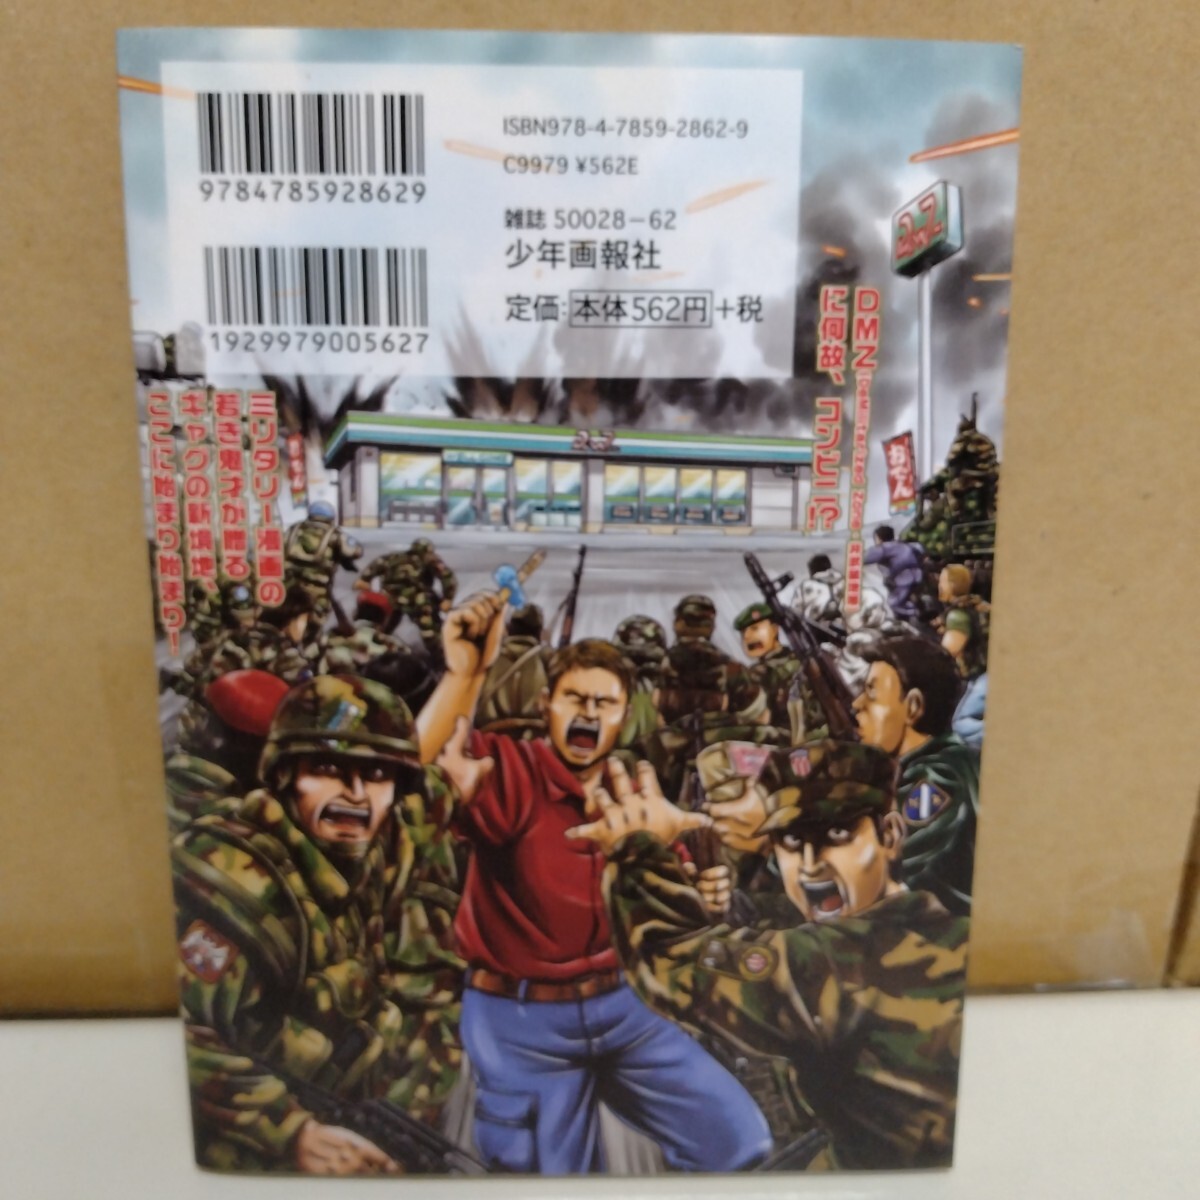 9784785928629
ISBN978-4-7859-2862-9
C9979 ¥562E
雑誌 50028-62
少年画報社
1929979005627
定価: 本体562円 +税
DMZ
に何故、コンビニ!?
ミリタリー漫画の
若き鬼才が贈る
ギャグの新境地、
ここに始まり始まり!
おでん